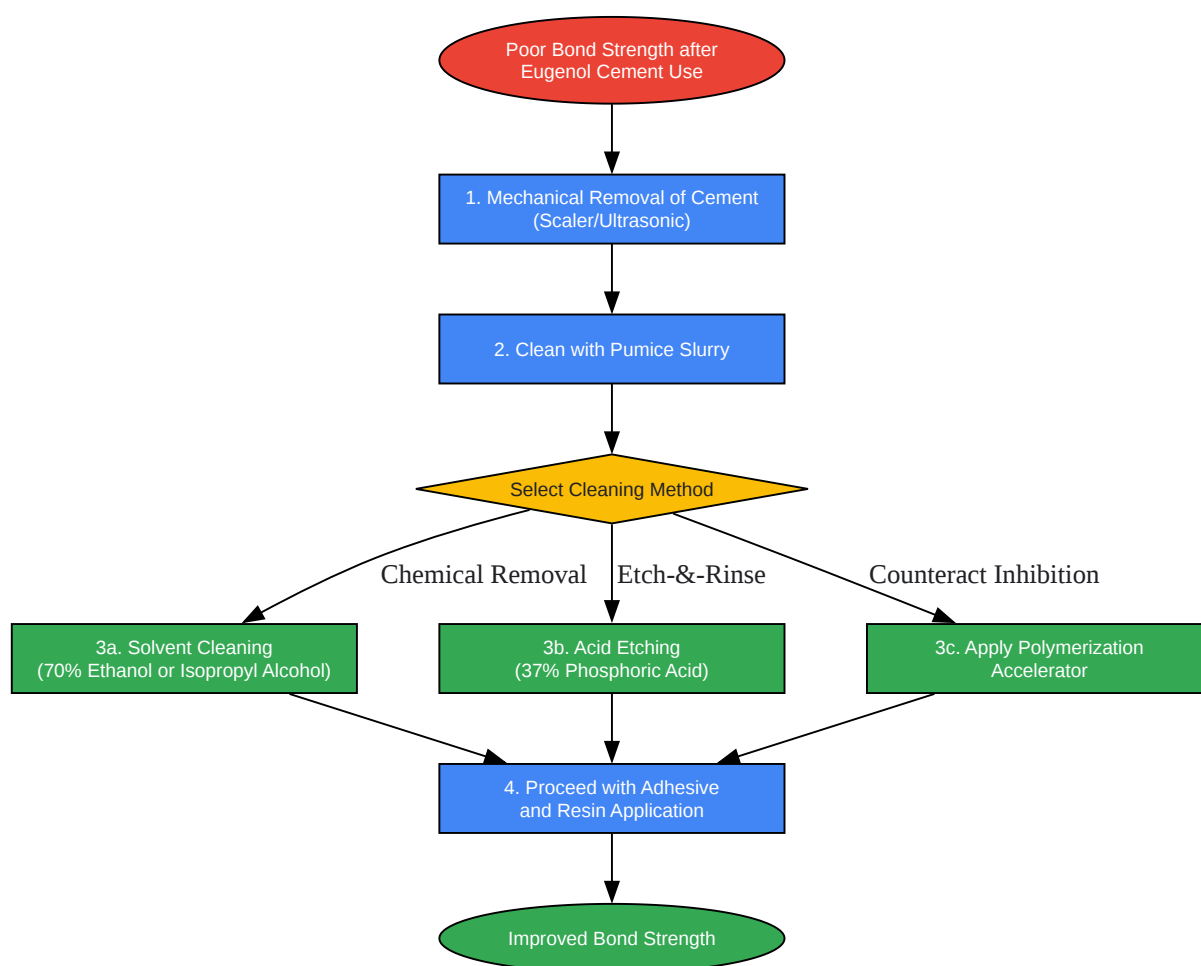 Poor Bond Strength after
Eugenol Cement Use
1. Mechanical Removal of Cement
(Scaler/Ultrasonic)
2. Clean with Pumice Slurry
Select Cleaning Method
Chemical Removal
Etch-&-Rinse
Counteract Inhibition
3a. Solvent Cleaning
(70% Ethanol or Isopropyl Alcohol)
3b. Acid Etching
(37% Phosphoric Acid)
3c. Apply Polymerization
Accelerator
4. Proceed with Adhesive
and Resin Application
Improved Bond Strength